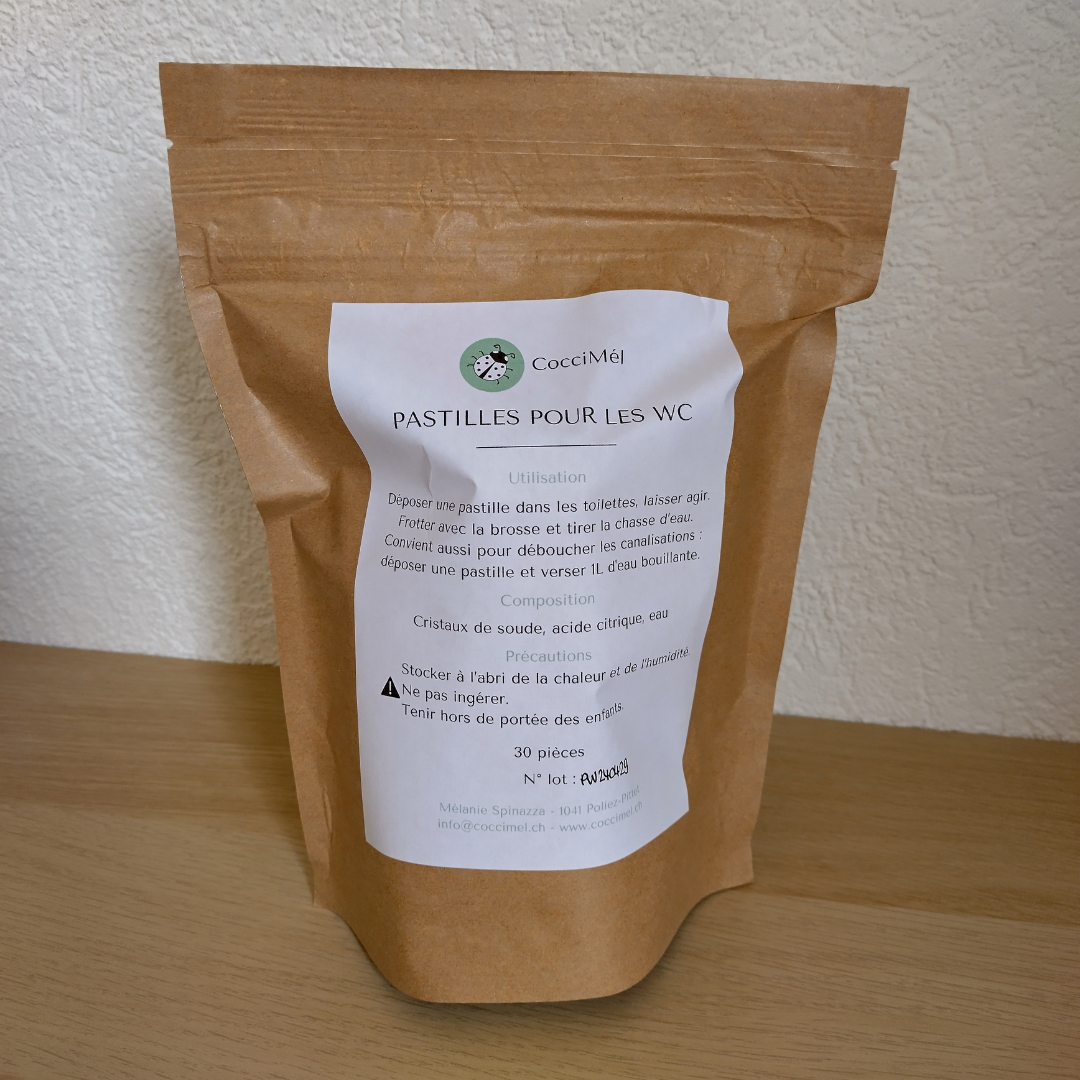 CocciMél
PASTILLES POUR LES WC
Utilisation
Déposer une pastille dans les toilettes, laisser agir.
Frotter avec la brosse et tirer la chasse d'eau.
Convient aussi pour déboucher les canalisations :
déposer une pastille et verser 1L d'eau bouillante.
Composition
Cristaux de soude, acide citrique, eau
Précautions
Stocker à l'abri de la chaleur et de l'humidité.
Ne pas ingérer.
Tenir hors de portée des enfants.
30 pièces
N° lot : PW240429
Mélanie Spinazza - 1041 Poliez-Pittet
info@coccimel.ch - www.coccimel.ch